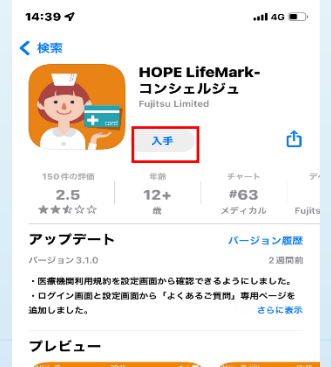 14:39
4G
検索
HOPE LifeMark-
コンシェルジュ
Fujitsu Limited
入手
card
150件の評価
年齢
チャート
デ
2.5
12+
#63
歳
メディカル
Fujits
アップデート
バージョン履歴
バージョン 3.1.0
2週間前
・医療機関利用規約を設定画面から確認できるようにしました。
・ログイン画面と設定画面から「よくあるご質問」専用ページを
追加しました。
さらに表示
プレビュー